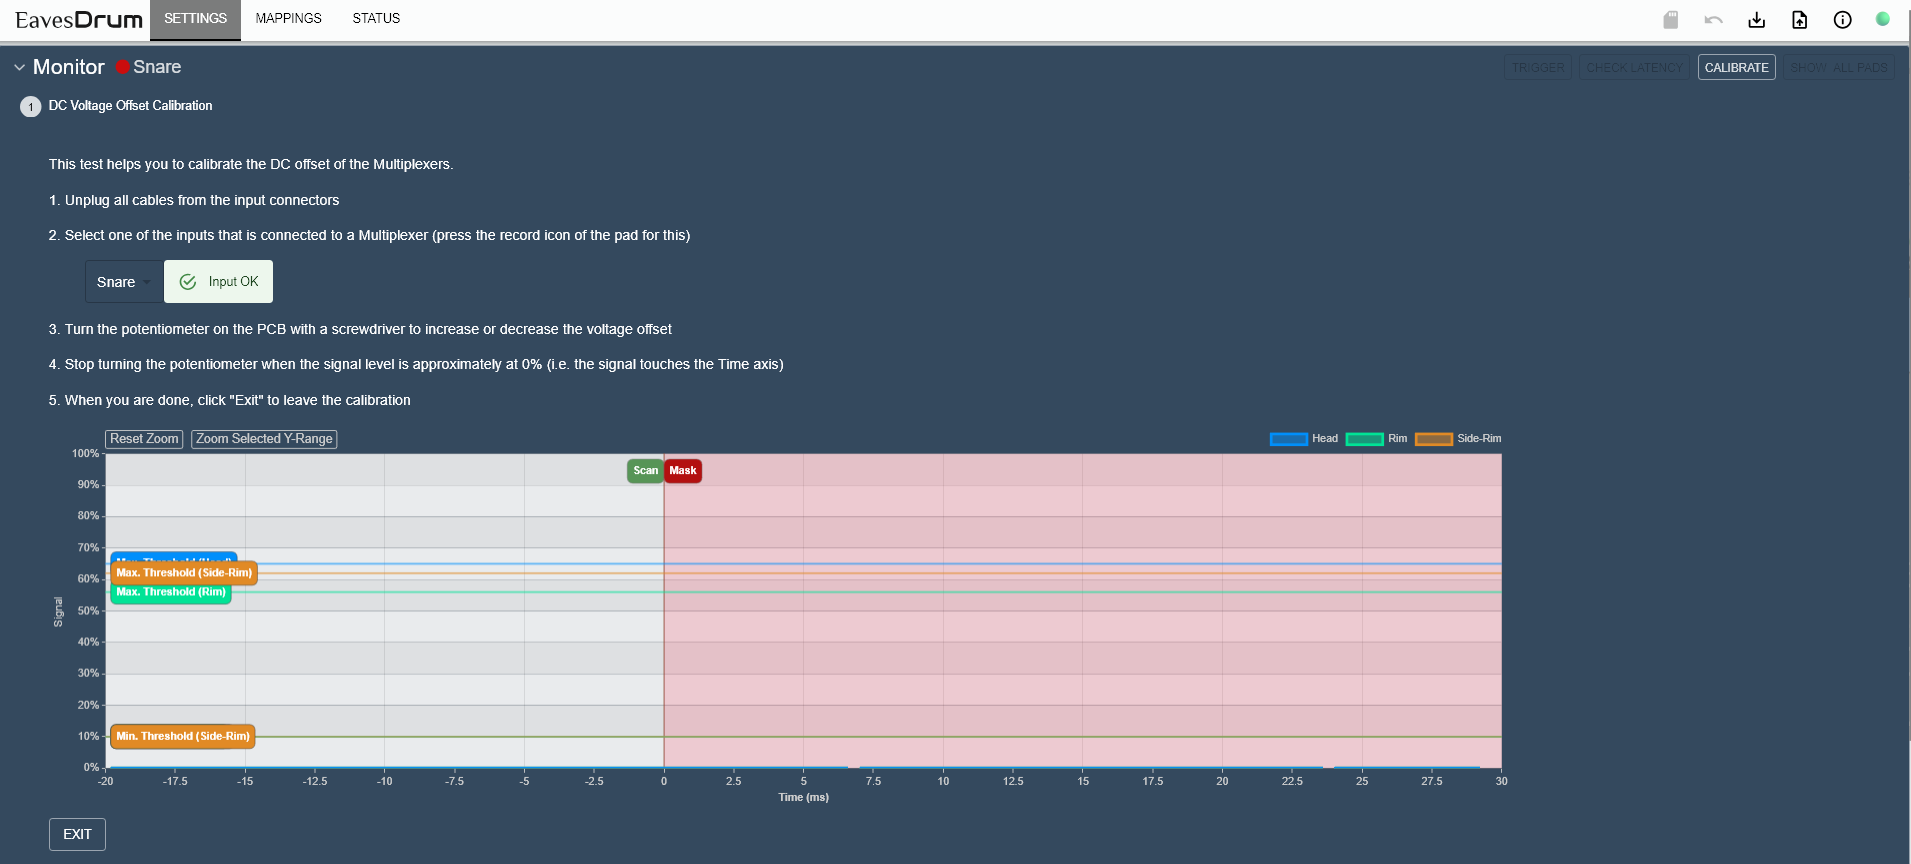 EavesDrum SETTINGS MAPPINGS STATUS
Monitor Snare TRIGGER CHECK LATENCY CALIBRATE SHOW ALL PADS
1 DC Voltage Offset Calibration
This test helps you to calibrate the DC offset of the Multiplexers.
1. Unplug all cables from the input connectors
2. Select one of the inputs that is connected to a Multiplexer (press the record icon of the pad for this)
Snare Input OK
3. Turn the potentiometer on the PCB with a screwdriver to increase or decrease the voltage offset
4. Stop turning the potentiometer when the signal level is approximately at 0% (i.e. the signal touches the Time axis)
5. When you are done, click "Exit" to leave the calibration
Reset Zoom Zoom Selected Y-Range Head Rim Side-Rim
100%
Scan Mask
90%
80%
70%
Max. Threshold (Head)
Max. Threshold (Side-Rim)
60%
Max. Threshold (Rim)
50%
Signal
40%
30%
20%
10% Min. Threshold (Side-Rim)
0%
-20 -17.5 -15 -12.5 -10 -7.5 -5 -2.5 0 2.5 5 7.5 10 12.5 15 17.5 20 22.5 25 27.5 30
Time (ms)
EXIT